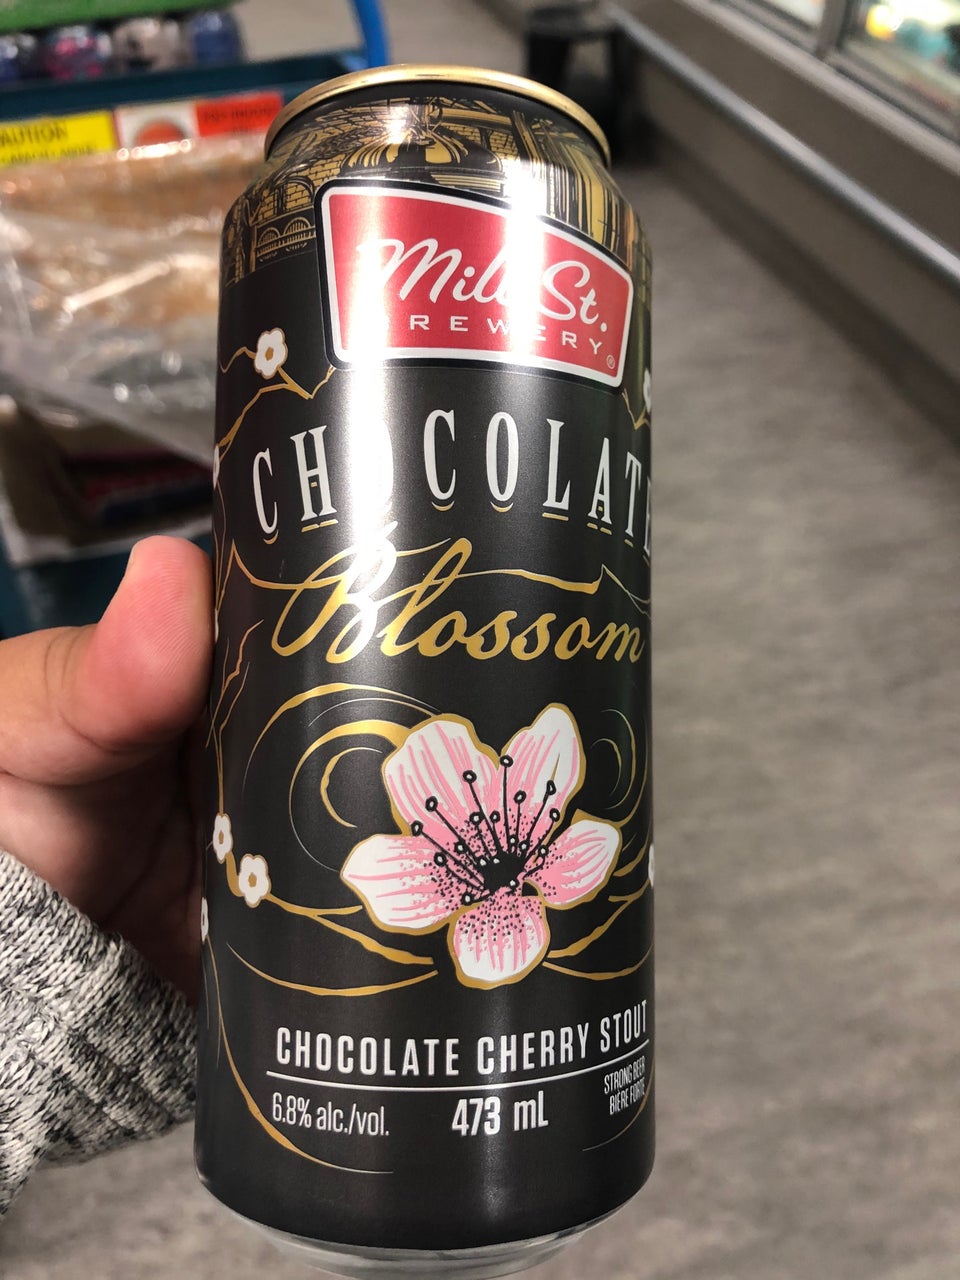 Mill St.
BREWERY®
CHOCOLATE
Blossom
CHOCOLATE CHERRY STOUT
6.8% alc./vol.
473 mL
STRONG BEER
BIÈRE FORTE